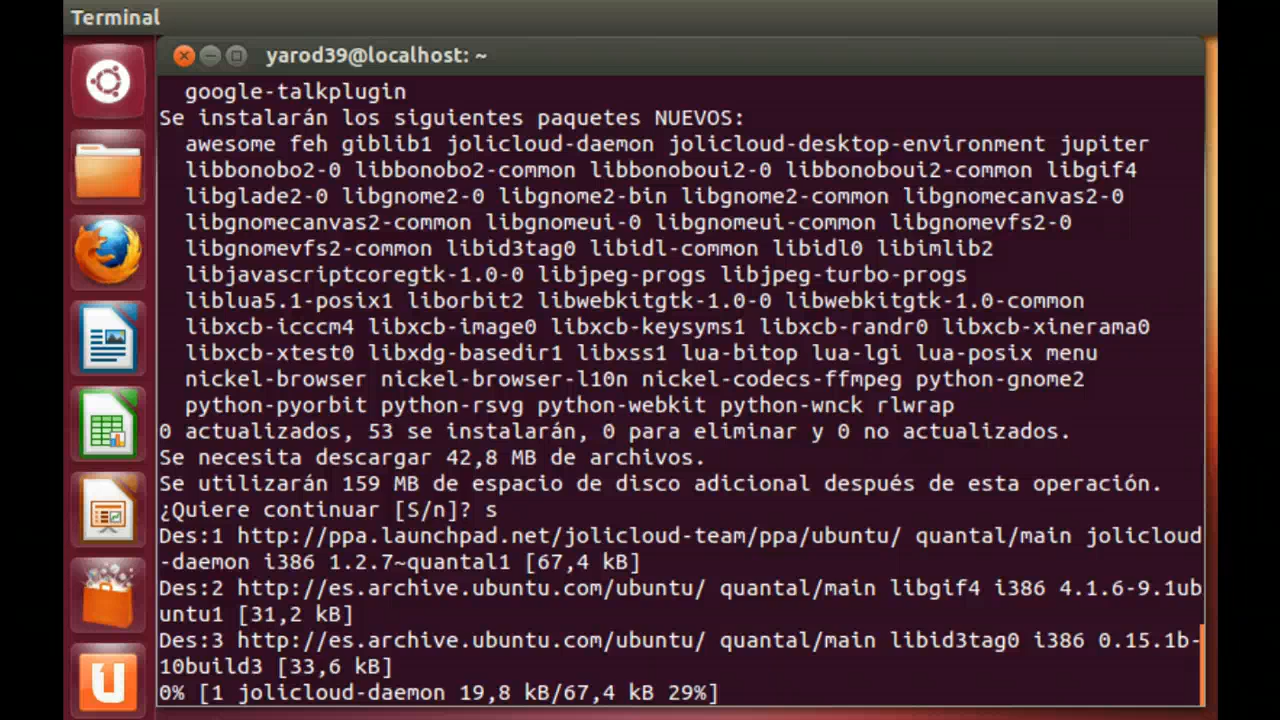 Terminal
yarod39@localhost: ~
google-talkplugin
Se instalarán los siguientes paquetes NUEVOS:
awesome feh giblib1 jolicloud-daemon jolicloud-desktop-environment jupiter
libbonobo2-0 libbonobo2-common libbonoboui2-0 libbonoboui2-common libgif4
libglade2-0 libgnome2-0 libgnome2-bin libgnome2-common libgnomecanvas2-0
libgnomecanvas2-common libgnomeui-0 libgnomeui-common libgnomevfs2-0
libgnomevfs2-common libid3tag0 libidl-common libidl0 libimlib2
libjavascriptcoregtk-1.0-0 libjpeg-progs libjpeg-turbo-progs
liblua5.1-posix1 liborbit2 libwebkitgtk-1.0-0 libwebkitgtk-1.0-common
libxcb-icccm4 libxcb-image0 libxcb-keysyms1 libxcb-randr0 libxcb-xinerama0
libxcb-xtest0 libxdg-basedir1 libxss1 lua-bitop lua-lgi lua-posix menu
nickel-browser nickel-browser-l10n nickel-codecs-ffmpeg python-gnome2
python-pyorbit python-rsvg python-webkit python-wnck rlwrap
0 actualizados, 53 se instalarán, 0 para eliminar y 0 no actualizados.
Se necesita descargar 42,8 MB de archivos.
Se utilizarán 159 MB de espacio de disco adicional después de esta operación.
¿Quiere continuar [S/n]? s
Des:1 http://ppa.launchpad.net/jolicloud-team/ppa/ubuntu/ quantal/main jolicloud
-daemon i386 1.2.7~quantal1 [67,4 kB]
Des:2 http://es.archive.ubuntu.com/ubuntu/ quantal/main libgif4 i386 4.1.6-9.1ub
untu1 [31,2 kB]
Des:3 http://es.archive.ubuntu.com/ubuntu/ quantal/main libid3tag0 i386 0.15.1b-
10build3 [33,6 kB]
0% [1 jolicloud-daemon 19,8 kB/67,4 kB 29%]